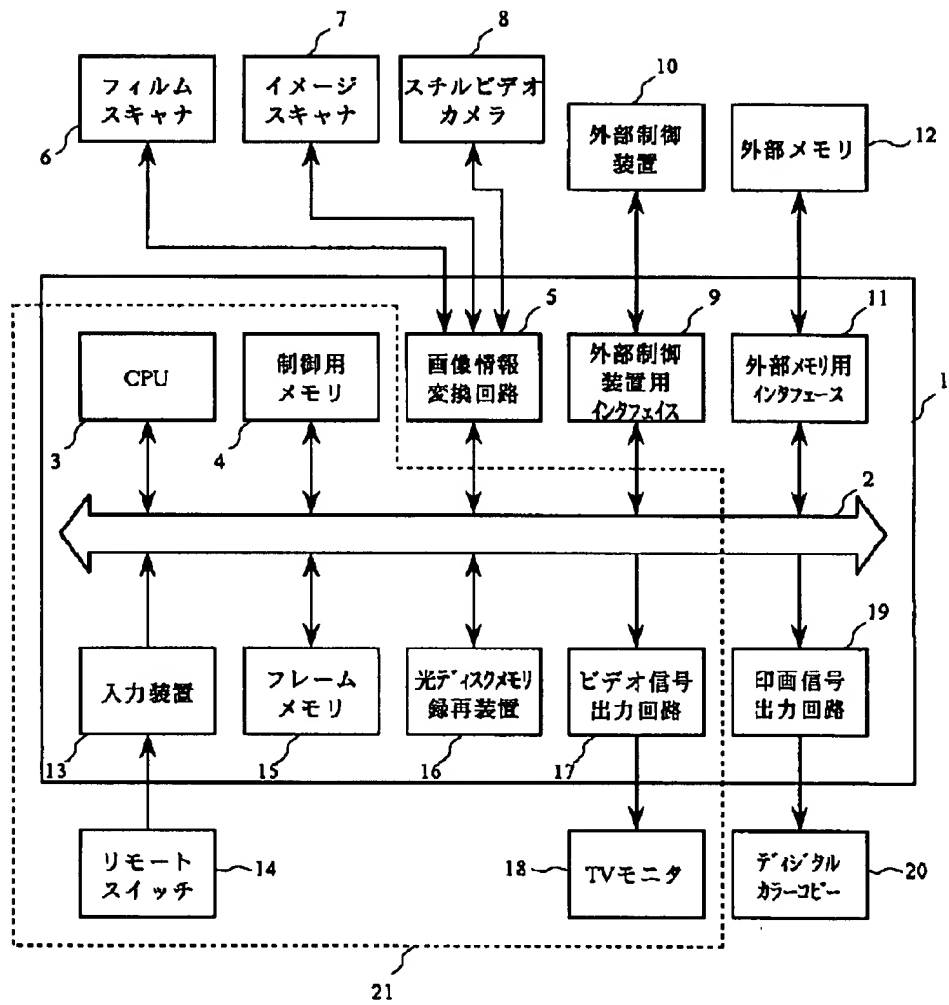 7
8
10
フィルム
スキャナ
イメージ
スキャナ
スチルビデオ
カメラ
外部制御
装置
外部メモリ
6
12
5
9
11
CPU
制御用
メモリ
画像情報
変換回路
外部制御
装置用
インタフェイス
外部メモリ用
インタフェース
1
3
4
2
19
入力装置
フレーム
メモリ
光ディスクメモリ
録再装置
ビデオ信号
出力回路
印画信号
出力回路
13
15
16
17
リモート
スイッチ
14
18
TVモニタ
ディジタル
カラーコピー
20
21